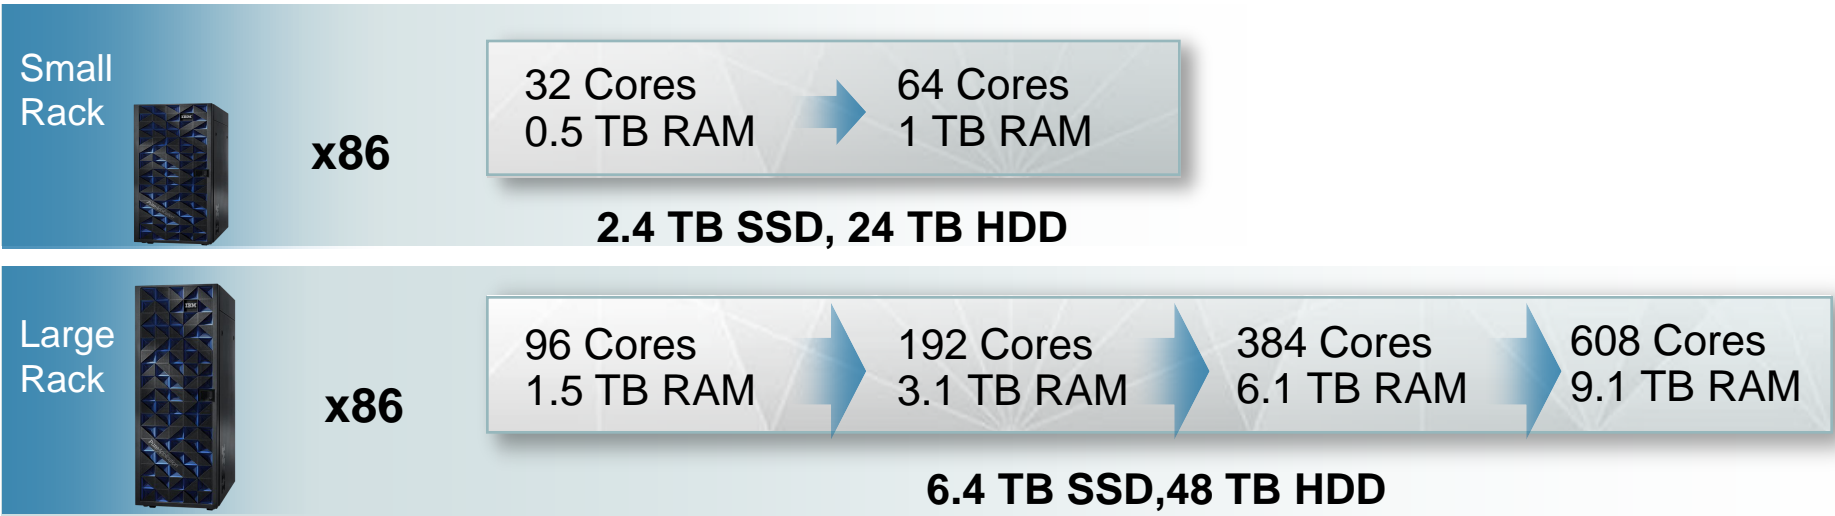 Small
Rack
x86
32 Cores
0.5 TB RAM
64 Cores
1 TB RAM
2.4 TB SSD, 24 TB HDD
Large
Rack
IBM
x86
96 Cores
1.5 TB RAM
192 Cores
3.1 TB RAM
384 Cores
6.1 TB RAM
608 Cores
9.1 TB RAM
6.4 TB SSD,48 TB HDD